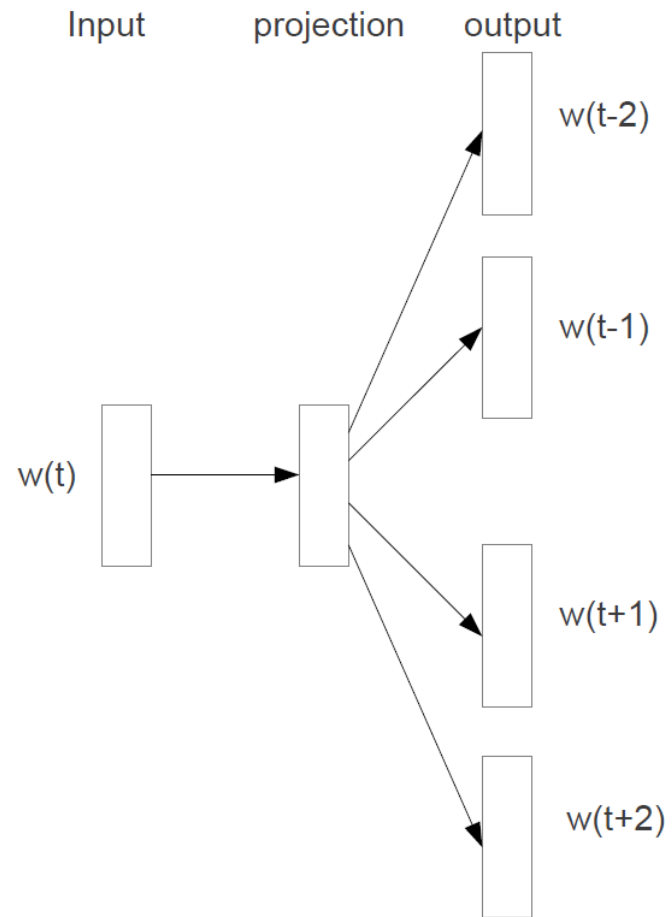 Input projection output
w(t-2)
w(t-1)
w(t)
w(t+1)
w(t+2)